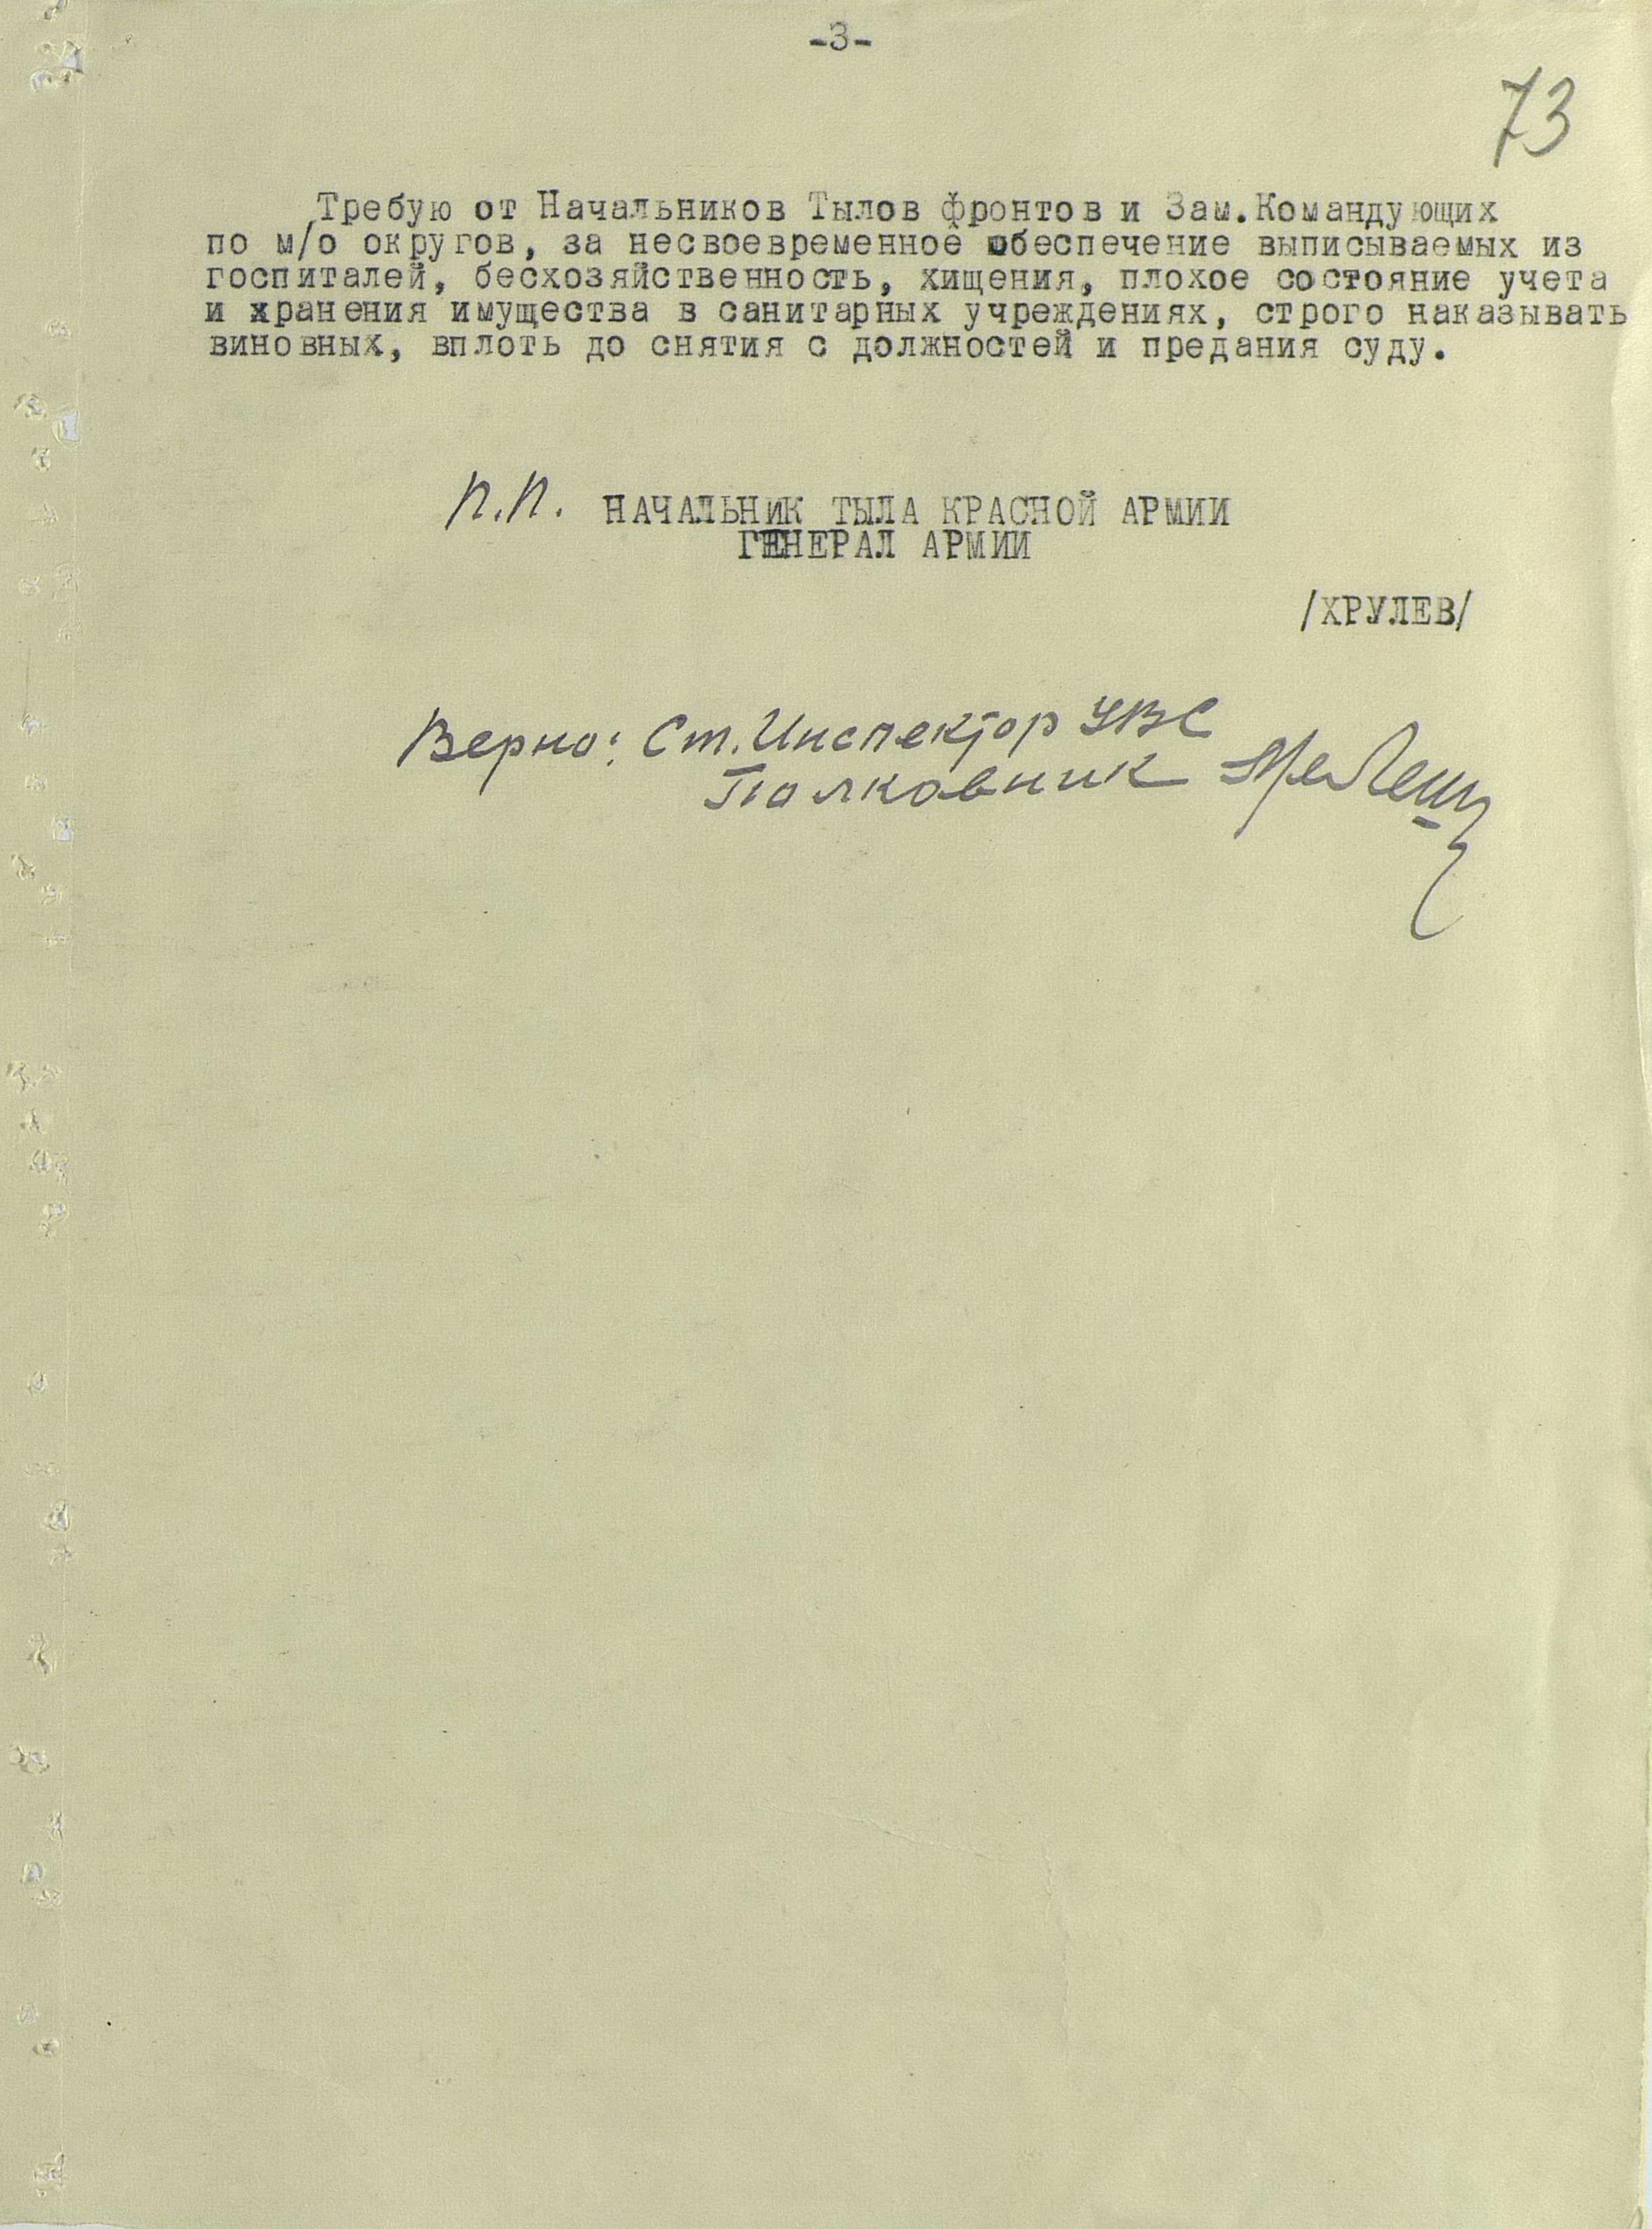 -3-
73
Требую от Начальников Тылов фронтов и Зам.Командующих
по м/о округов, за несвоевременное обеспечение выписываемых из
госпиталей, бесхозяйственность, хищения, плохое состояние учета
и хранения имущества в санитарных учреждениях, строго наказывать
виновных, вплоть до снятия с должностей и предания суду.
п.п. НАЧАЛЬНИК ТЫЛА КРАСНОЙ АРМИИ
ГЕНЕРАЛ АРМИИ
/ХРУЛЕВ/
Верно: Ст. Инспектор УВС
Полковник